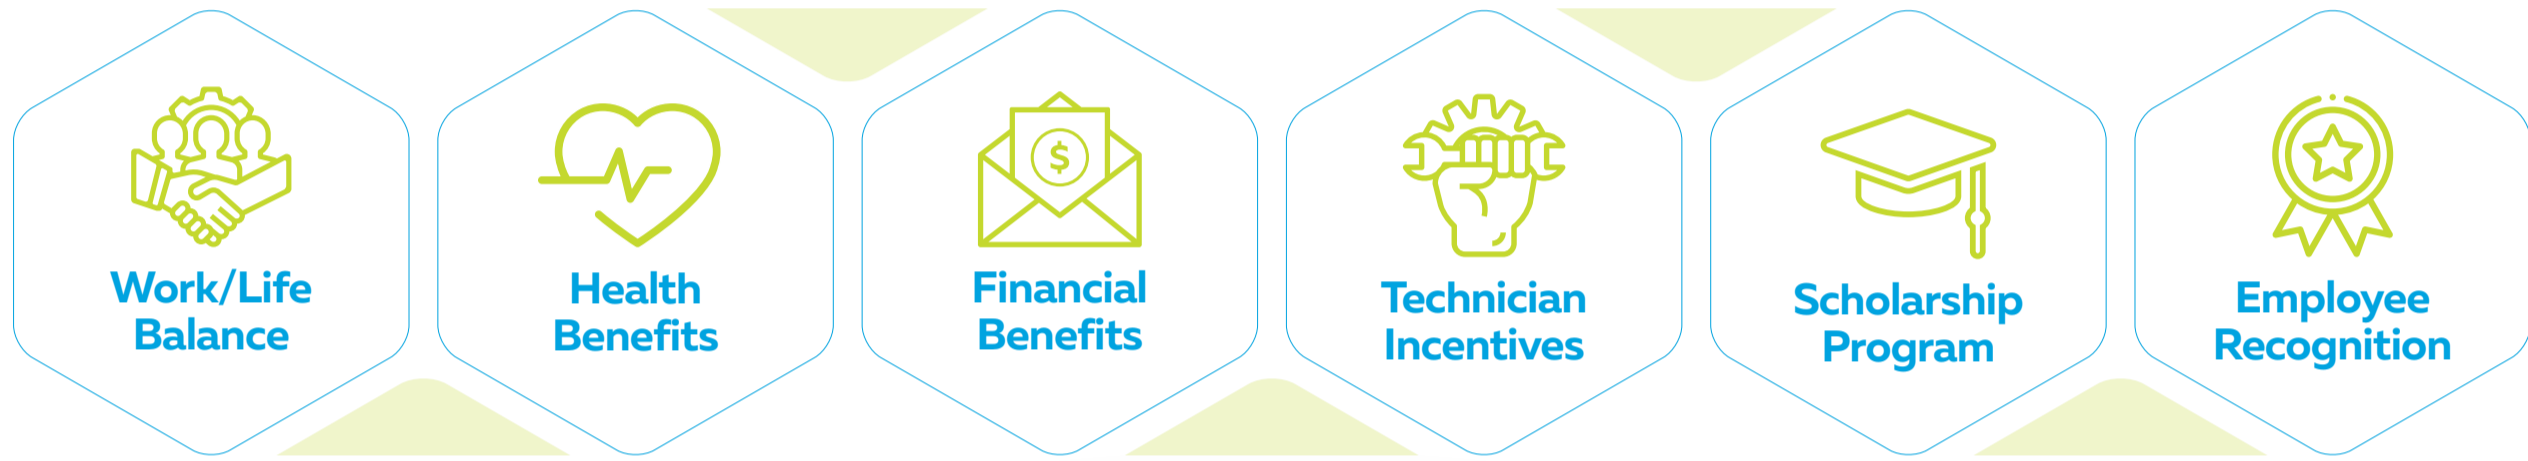 Work/Life
Balance
Health
Benefits
$
Financial
Benefits
Technician
Incentives
Scholarship
Program
Employee
Recognition